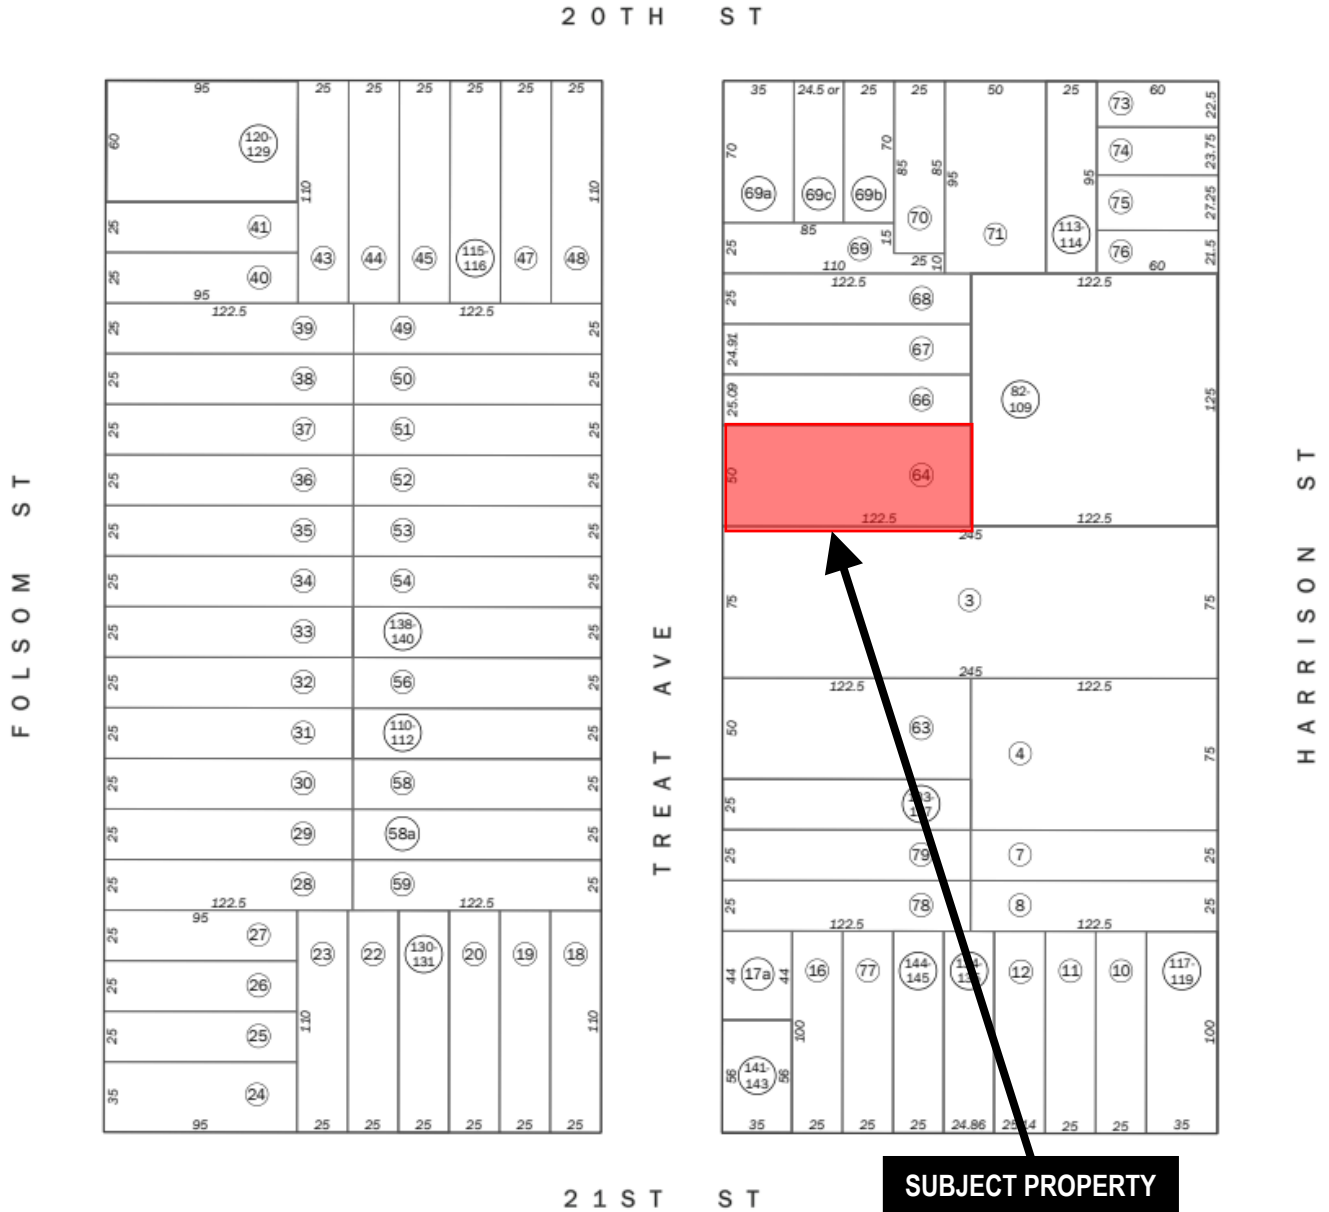 20TH ST
95 25 25 25 25 25 25
60
120-
129
110
110
25
41
43 44 45
115-
116
47 48
25
40
95
122.5 122.5
25 39 49 25
25 38 50 25
25 37 51 25
25 36 52 25
25 35 53 25
25 34 54 25
25 33
138-
140
25
25 32 56 25
25 31
110-
112
25
25 30 58 25
25 29 58a 25
25 28 59 25
122.5 122.5
95
25 27
23 22
130-
131
20 19 18
25 26
110
110
25 25
35 24
95 25 25 25 25 25 25
FOLSOM ST
TREAT AVE
35 24.5 or 25 25 50 25 60
73 22.5
74 23.75
75 27.25
76 21.5
60
70 70 85 85 95 95
69a 69c 69b
70
71
113-
114
85
25 69 15
110 25 10
122.5 122.5
25 68
24.91 67
25.09 66
82-
109
125
50 64
122.5 122.5
245
75 3 75
245
122.5 122.5
50 63
4 75
25
25 79 7 25
25 78 8 25
122.5 122.5
44 17a 44
16 77
144-
145
12 11 10
117-
119
100
100
56
141-
143
56
35 25 25 25 24.86 25 25 35
HARRISON ST
21ST ST
SUBJECT PROPERTY